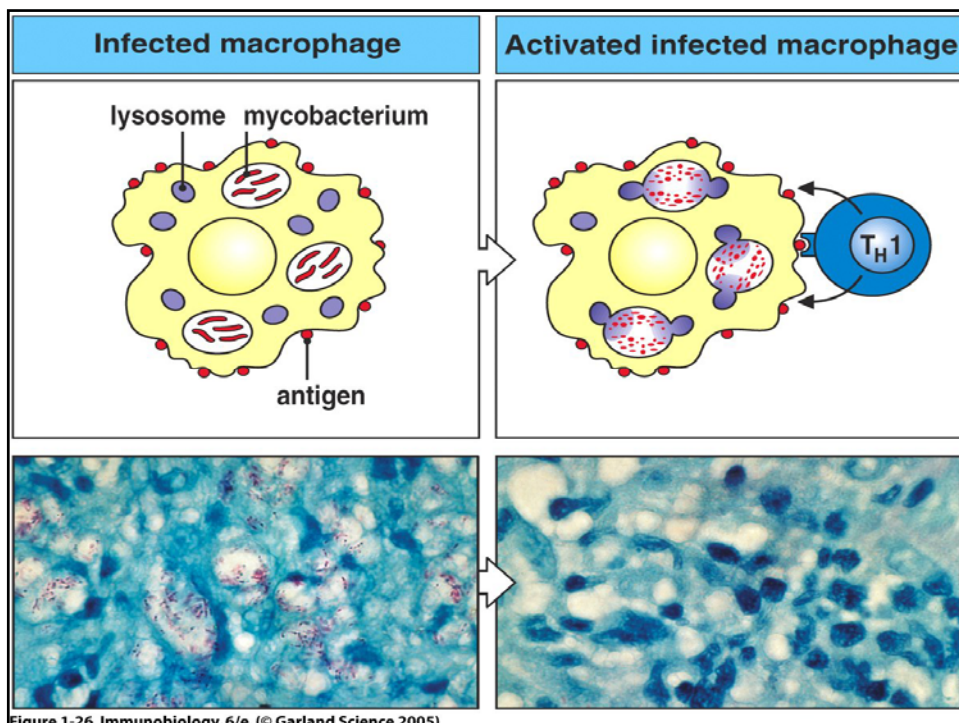 Infected macrophage
Activated infected macrophage
lysosome mycobacterium
antigen
TH1
Figure 1-26 Immunobiology, 6/e. (© Garland Science 2005)